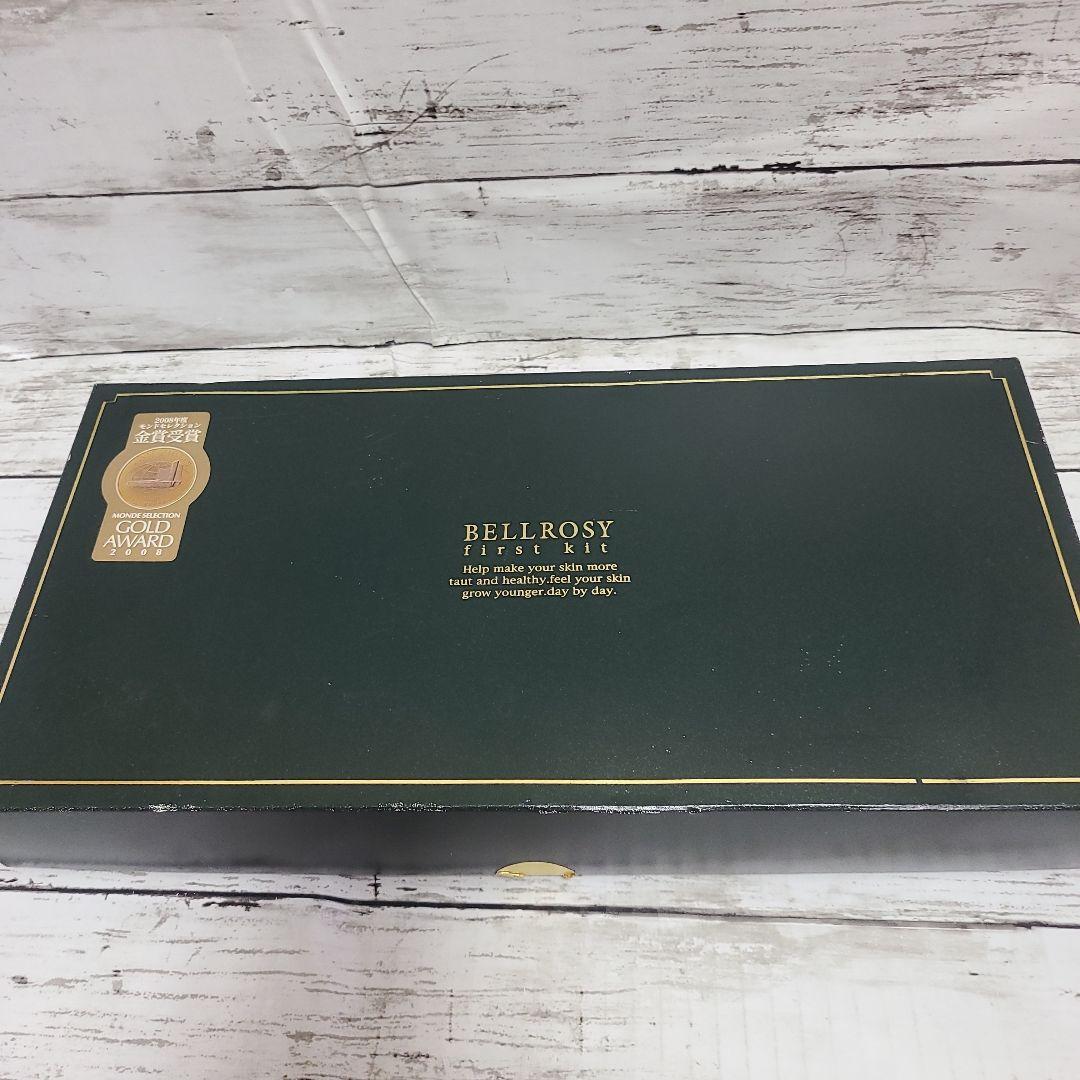 2008年度
モンドセレクション
金賞受賞
MONDE SELECTION
GOLD
AWARD
2008
BELLROSY
first kit
Help make your skin more
taut and healthy.feel your skin
grow younger.day by day.